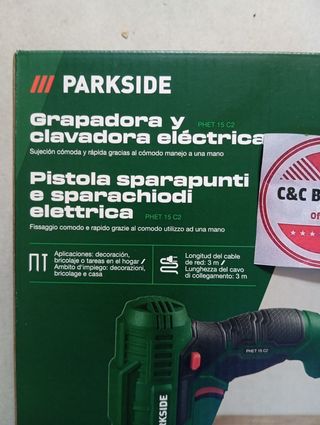 PARKSIDE
Grapadora y PHET 15 C2
clavadora eléctrica
Sujeción cómoda y rápida gracias al cómodo manejo a una mano
Pistola sparapunti
e sparachiodi
elettrica PHET 15 C2
Fissaggio comodo e rapido grazie al comodo utilizzo ad una mano
Aplicaciones: decoración,
bricolaje o tareas en el hogar /
Ambito d'impiego: decorazioni,
bricolage e casa
Longitud del cable
de red: 3 m /
Lunghezza del cavo
di collegamento: 3 m
C&C B
Of
PHET 15 C2
PARKSIDE